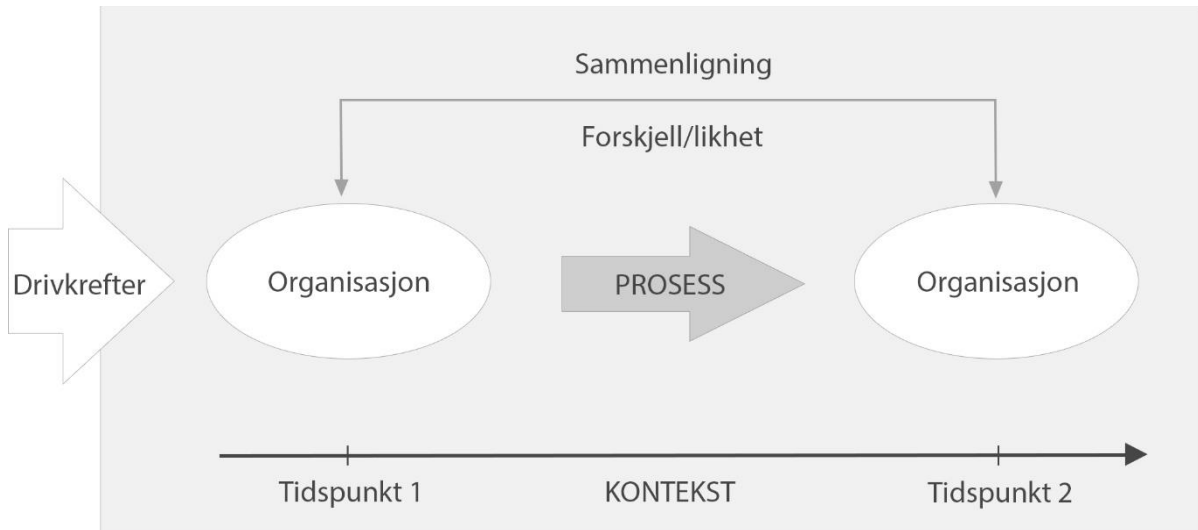 Sammenligning
Forskjell/likhet
Drivkrefter
Organisasjon
PROSESS
Organisasjon
Tidspunkt 1
KONTEKST
Tidspunkt 2